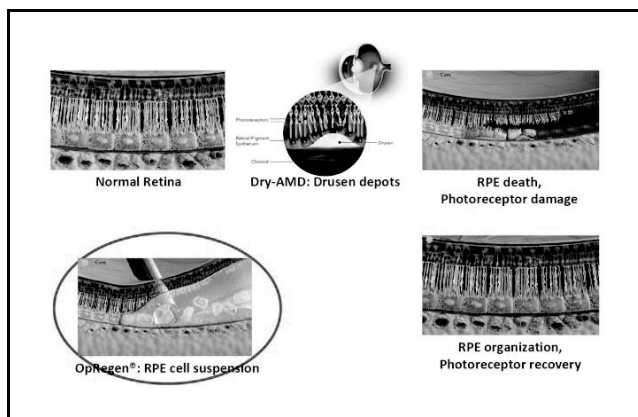 Normal Retina
Photoreceptors
Retinal Pigment
Epithelium
Drusen
Choroid
Dry-AMD: Drusen depots
RPE death,
Photoreceptor damage
OpRegen®: RPE cell suspension
RPE organization,
Photoreceptor recovery